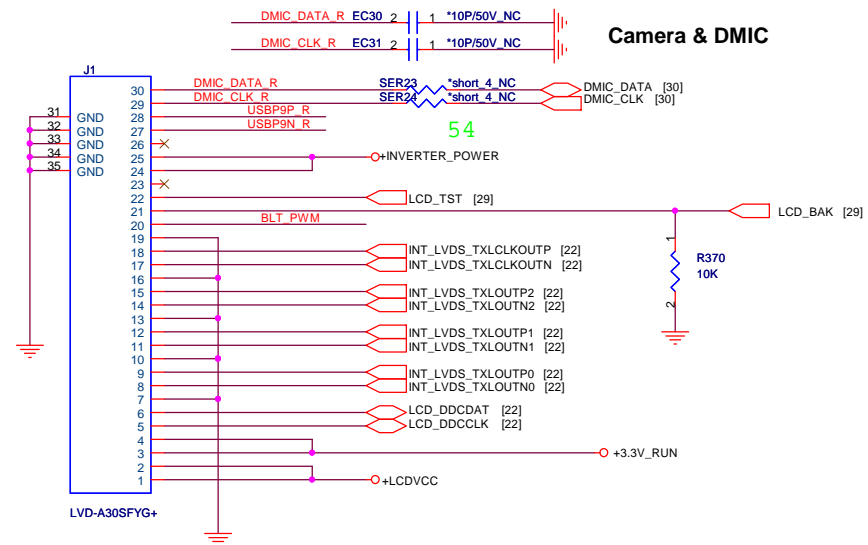 DMIC_DATA_R EC30 2 1 *10P/50V_NC
DMIC_CLK_R EC31 2 1 *10P/50V_NC
Camera & DMIC
J1
30 DMIC_DATA_R SER23 *short_4_NC DMIC_DATA [30]
29 DMIC_CLK_R SER24 *short_4_NC DMIC_CLK [30]
31 GND 28 USBP9P_R
32 GND 27 USBP9N_R
54
33 GND 26
34 GND 25 +INVERTER_POWER
35 GND 24
23
22 LCD_TST [29]
21 LCD_BAK [29]
20 BLT_PWM
1
R370
10K
2
19
18 INT_LVDS_TXLCLKOUTP [22]
17 INT_LVDS_TXLCLKOUTN [22]
16
15 INT_LVDS_TXLOUTP2 [22]
14 INT_LVDS_TXLOUTN2 [22]
13
12 INT_LVDS_TXLOUTP1 [22]
11 INT_LVDS_TXLOUTN1 [22]
10
9 INT_LVDS_TXLOUTP0 [22]
8 INT_LVDS_TXLOUTN0 [22]
7
6 LCD_DDCDAT [22]
5 LCD_DDCCLK [22]
4
3 +3.3V_RUN
2
1 +LCDVCC
LVD-A30SFYG+